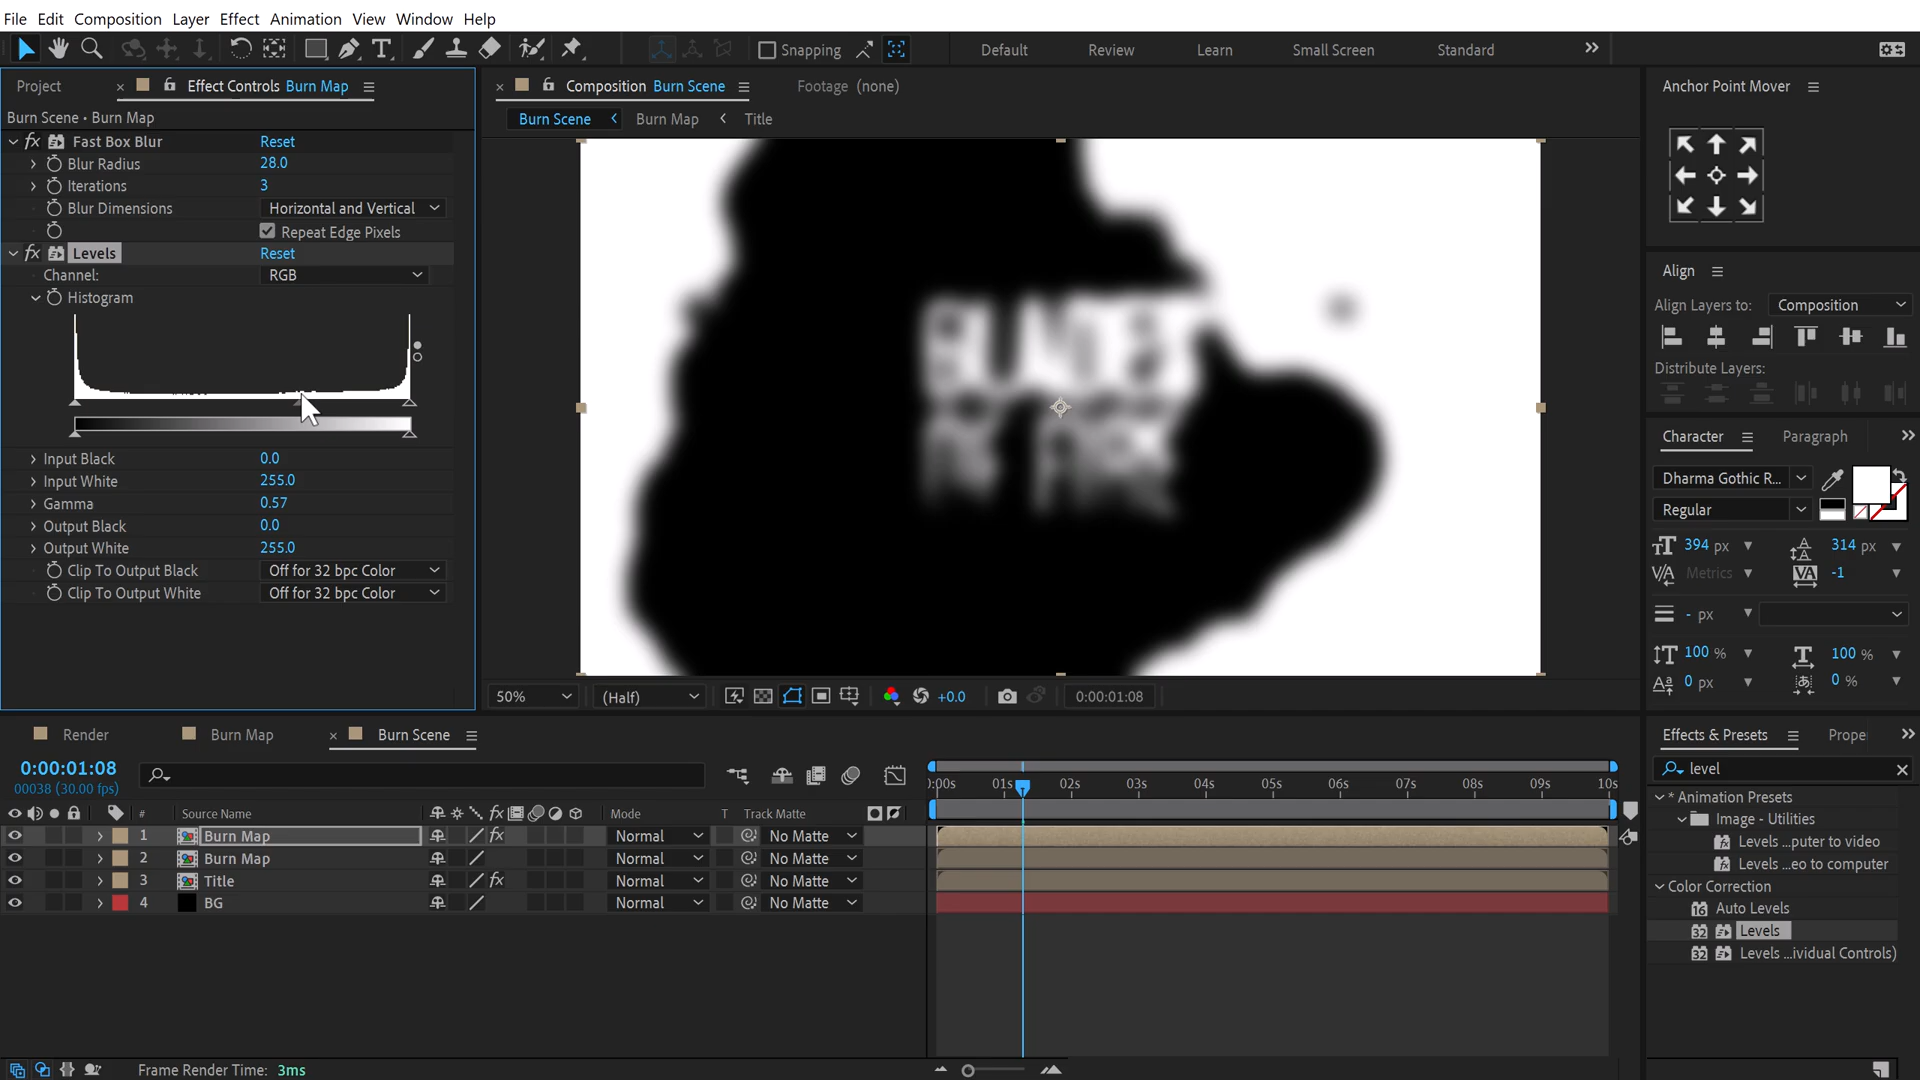 File Edit Composition Layer Effect Animation View Window Help
Snapping Default Review Learn Small Screen Standard
Project Effect Controls Burn Map
Burn Scene • Burn Map
fx Fast Box Blur Reset
Blur Radius 28.0
Iterations 3
Blur Dimensions Horizontal and Vertical
Repeat Edge Pixels
fx Levels Reset
Channel: RGB
Histogram
Input Black 0.0
Input White 255.0
Gamma 0.57
Output Black 0.0
Output White 255.0
Clip To Output Black Off for 32 bpc Color
Clip To Output White Off for 32 bpc Color
Composition Burn Scene Footage (none)
Burn Scene Burn Map Title
50% (Half) +0.0 0:00:01:08
Anchor Point Mover
Align
Align Layers to: Composition
Distribute Layers:
Character Paragraph
Dharma Gothic R...
Regular
394 px 314 px
Metrics -1
- px
100 % 100 %
0 px 0 %
Render Burn Map Burn Scene
0:00:01:08
00038 (30.00 fps)
:00s 01s 02s 03s 04s 05s 06s 07s 08s 09s 10s
# Source Name fx Mode T Track Matte
1 Burn Map fx Normal No Matte
2 Burn Map Normal No Matte
3 Title fx Normal No Matte
4 BG Normal No Matte
Frame Render Time: 3ms
Effects & Presets Prope
level
* Animation Presets
Image - Utilities
Levels ...puter to video
Levels ...eo to computer
Color Correction
16 Auto Levels
32 Levels
32 Levels ...ividual Controls)